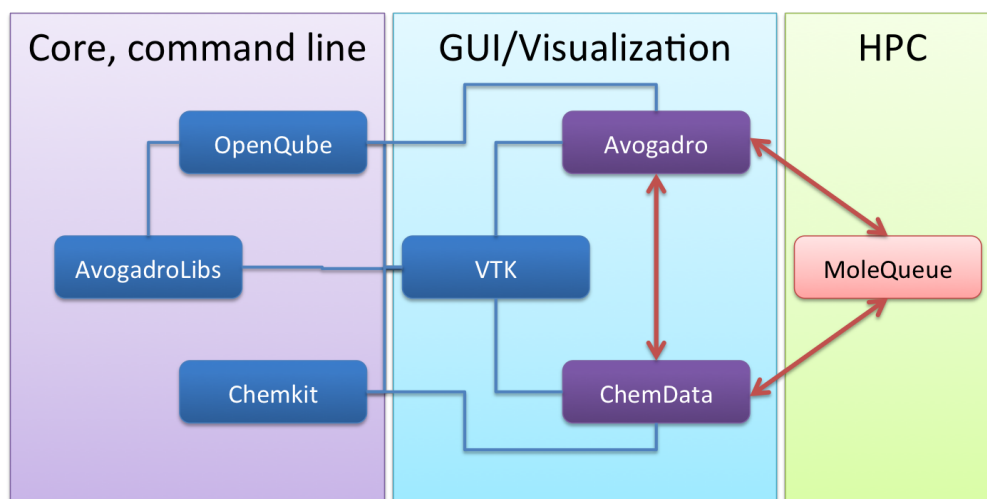 Core, command line
GUI/Visualization
HPC
OpenQube
Avogadro
AvogadroLibs
VTK
MoleQueue
Chemkit
ChemData